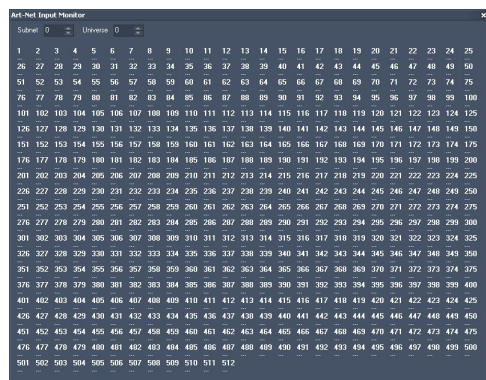 Art-Net Input Monitor ×
Subnet 0 Universe 0
1 2 3 4 5 6 7 8 9 10 11 12 13 14 15 16 17 18 19 20 21 22 23 24 25
... ... ... ... ... ... ... ... ... ... ... ... ... ... ... ... ... ... ... ... ... ... ... ... ...
26 27 28 29 30 31 32 33 34 35 36 37 38 39 40 41 42 43 44 45 46 47 48 49 50
... ... ... ... ... ... ... ... ... ... ... ... ... ... ... ... ... ... ... ... ... ... ... ... ...
51 52 53 54 55 56 57 58 59 60 61 62 63 64 65 66 67 68 69 70 71 72 73 74 75
... ... ... ... ... ... ... ... ... ... ... ... ... ... ... ... ... ... ... ... ... ... ... ... ...
76 77 78 79 80 81 82 83 84 85 86 87 88 89 90 91 92 93 94 95 96 97 98 99 100
... ... ... ... ... ... ... ... ... ... ... ... ... ... ... ... ... ... ... ... ... ... ... ... ...
101 102 103 104 105 106 107 108 109 110 111 112 113 114 115 116 117 118 119 120 121 122 123 124 125
... ... ... ... ... ... ... ... ... ... ... ... ... ... ... ... ... ... ... ... ... ... ... ... ...
126 127 128 129 130 131 132 133 134 135 136 137 138 139 140 141 142 143 144 145 146 147 148 149 150
... ... ... ... ... ... ... ... ... ... ... ... ... ... ... ... ... ... ... ... ... ... ... ... ...
151 152 153 154 155 156 157 158 159 160 161 162 163 164 165 166 167 168 169 170 171 172 173 174 175
... ... ... ... ... ... ... ... ... ... ... ... ... ... ... ... ... ... ... ... ... ... ... ... ...
176 177 178 179 180 181 182 183 184 185 186 187 188 189 190 191 192 193 194 195 196 197 198 199 200
... ... ... ... ... ... ... ... ... ... ... ... ... ... ... ... ... ... ... ... ... ... ... ... ...
201 202 203 204 205 206 207 208 209 210 211 212 213 214 215 216 217 218 219 220 221 222 223 224 225
... ... ... ... ... ... ... ... ... ... ... ... ... ... ... ... ... ... ... ... ... ... ... ... ...
226 227 228 229 230 231 232 233 234 235 236 237 238 239 240 241 242 243 244 245 246 247 248 249 250
... ... ... ... ... ... ... ... ... ... ... ... ... ... ... ... ... ... ... ... ... ... ... ... ...
251 252 253 254 255 256 257 258 259 260 261 262 263 264 265 266 267 268 269 270 271 272 273 274 275
... ... ... ... ... ... ... ... ... ... ... ... ... ... ... ... ... ... ... ... ... ... ... ... ...
276 277 278 279 280 281 282 283 284 285 286 287 288 289 290 291 292 293 294 295 296 297 298 299 300
... ... ... ... ... ... ... ... ... ... ... ... ... ... ... ... ... ... ... ... ... ... ... ... ...
301 302 303 304 305 306 307 308 309 310 311 312 313 314 315 316 317 318 319 320 321 322 323 324 325
... ... ... ... ... ... ... ... ... ... ... ... ... ... ... ... ... ... ... ... ... ... ... ... ...
326 327 328 329 330 331 332 333 334 335 336 337 338 339 340 341 342 343 344 345 346 347 348 349 350
... ... ... ... ... ... ... ... ... ... ... ... ... ... ... ... ... ... ... ... ... ... ... ... ...
351 352 353 354 355 356 357 358 359 360 361 362 363 364 365 366 367 368 369 370 371 372 373 374 375
... ... ... ... ... ... ... ... ... ... ... ... ... ... ... ... ... ... ... ... ... ... ... ... ...
376 377 378 379 380 381 382 383 384 385 386 387 388 389 390 391 392 393 394 395 396 397 398 399 400
... ... ... ... ... ... ... ... ... ... ... ... ... ... ... ... ... ... ... ... ... ... ... ... ...
401 402 403 404 405 406 407 408 409 410 411 412 413 414 415 416 417 418 419 420 421 422 423 424 425
... ... ... ... ... ... ... ... ... ... ... ... ... ... ... ... ... ... ... ... ... ... ... ... ...
426 427 428 429 430 431 432 433 434 435 436 437 438 439 440 441 442 443 444 445 446 447 448 449 450
... ... ... ... ... ... ... ... ... ... ... ... ... ... ... ... ... ... ... ... ... ... ... ... ...
451 452 453 454 455 456 457 458 459 460 461 462 463 464 465 466 467 468 469 470 471 472 473 474 475
... ... ... ... ... ... ... ... ... ... ... ... ... ... ... ... ... ... ... ... ... ... ... ... ...
476 477 478 479 480 481 482 483 484 485 486 487 488 489 490 491 492 493 494 495 496 497 498 499 500
... ... ... ... ... ... ... ... ... ... ... ... ... ... ... ... ... ... ... ... ... ... ... ... ...
501 502 503 504 505 506 507 508 509 510 511 512
... ... ... ... ... ... ... ... ... ... ... ...